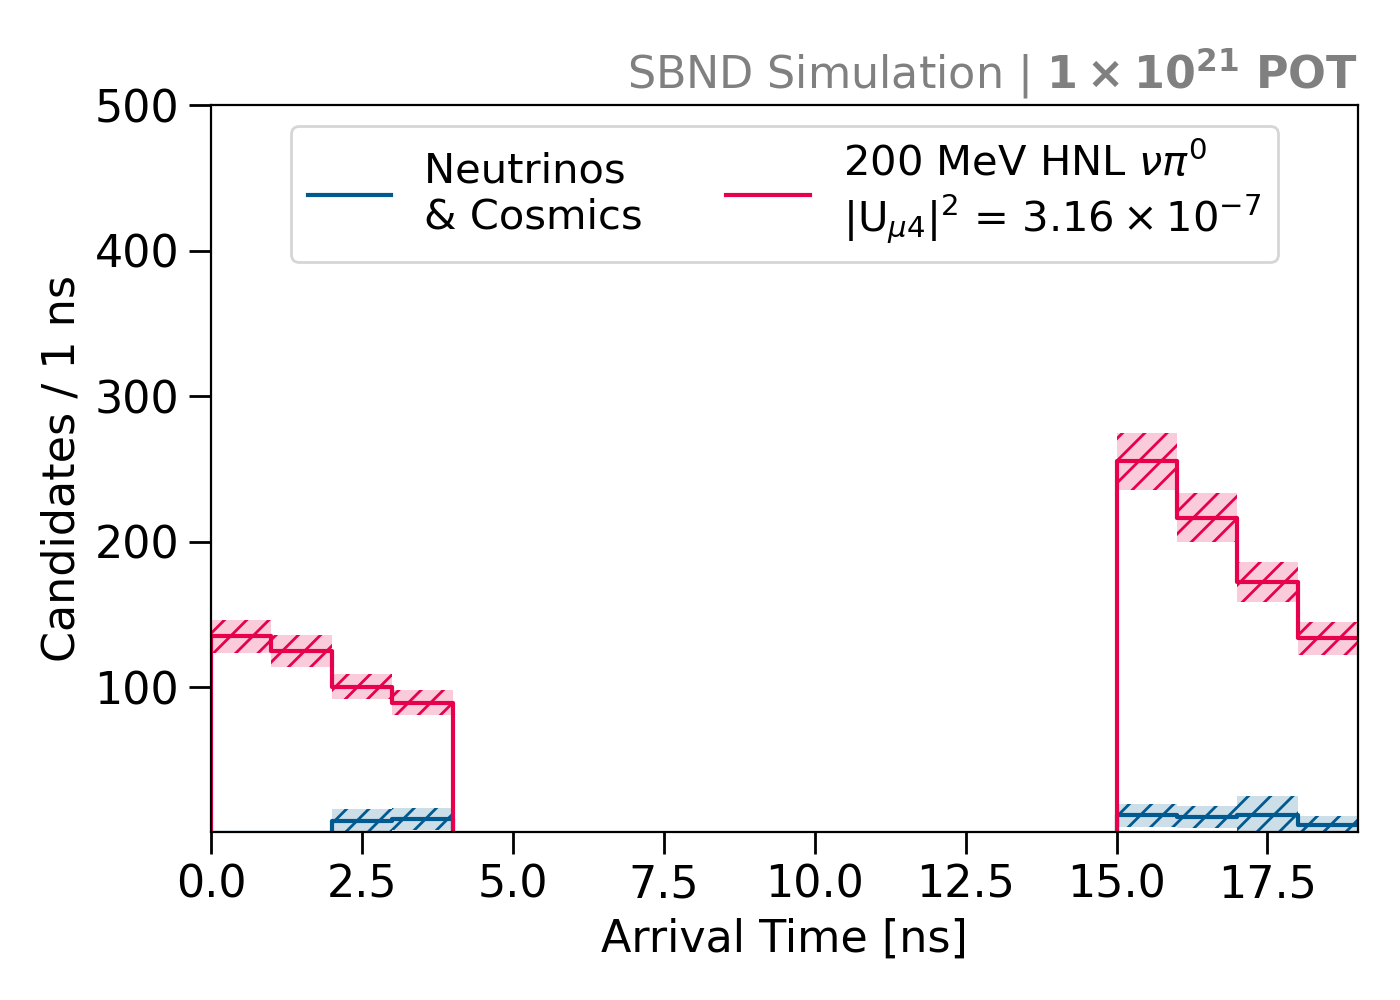 SBND Simulation | 1 × 10²¹ POT
500
400
300
200
100
Candidates / 1 ns
Neutrinos
& Cosmics
200 MeV HNL νπ⁰
|U_μ4|² = 3.16 × 10⁻⁷
0.0 2.5 5.0 7.5 10.0 12.5 15.0 17.5
Arrival Time [ns]